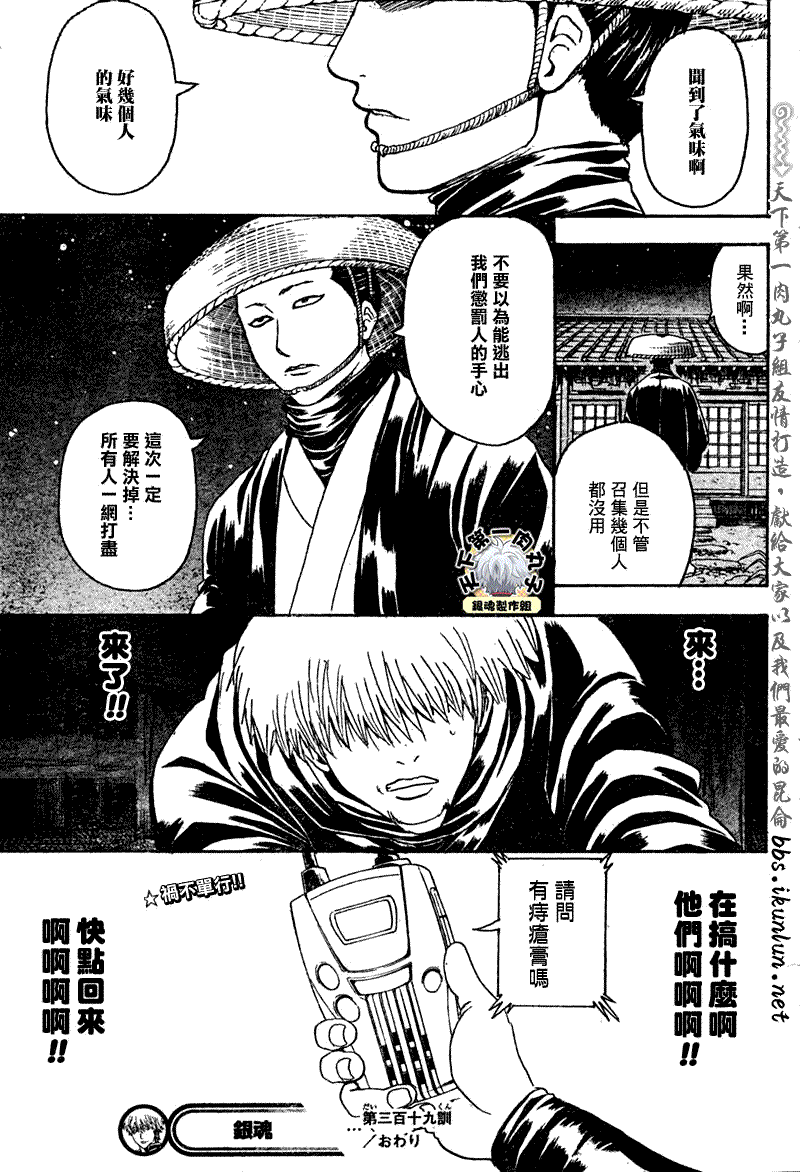 聞到了氣味啊
好幾個人
的氣味
果然啊…
但是不管
召集幾個人
都沒用
不要以為能逃出
我們懲罰人的手心
這次一定
要解決掉…
所有人一網打盡
天下第一肉丸子
銀魂製作組
來…
來了!!
請問
有痔瘡膏嗎
在搞什麼啊
他們啊啊啊!!
快點回來
啊啊啊啊!!
☆禍不單行!!
銀魂
第三百十九訓
だい
くん
…/おわり
天下第一肉丸子組友情打造，獻給大家以及我們最愛的昆侖 bbs.ikunlun.net